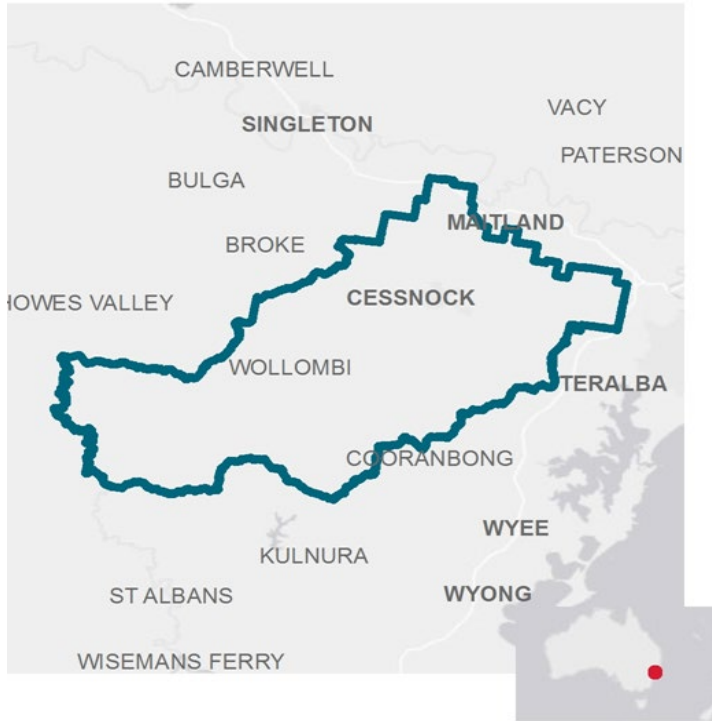 CAMBERWELL
VACY
SINGLETON
PATERSON
BULGA
MAITLAND
BROKE
HOWES VALLEY
CESSNOCK
WOLLOMBI
TERALBA
COORANBONG
WYEE
KULNURA
ST ALBANS
WYONG
WISEMANS FERRY